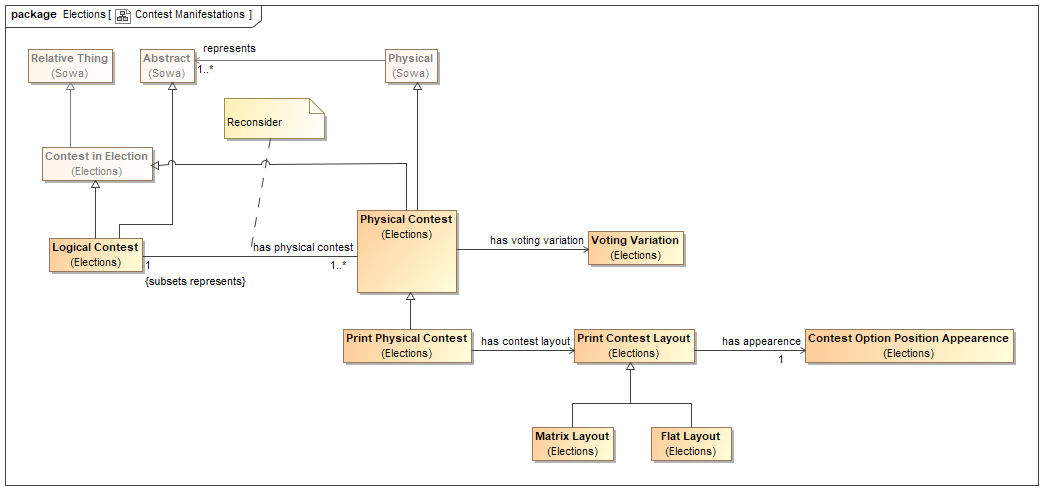 package Elections [ Contest Manifestations ]
Relative Thing
(Sowa)
Abstract
(Sowa)
represents
1..*
Physical
(Sowa)
Reconsider
Contest in Election
(Elections)
Logical Contest
(Elections)
1
{subsets represents}
has physical contest
1..*
Physical Contest
(Elections)
has voting variation
Voting Variation
(Elections)
Print Physical Contest
(Elections)
has contest layout
Print Contest Layout
(Elections)
has appearence
1
Contest Option Position Appearence
(Elections)
Matrix Layout
(Elections)
Flat Layout
(Elections)